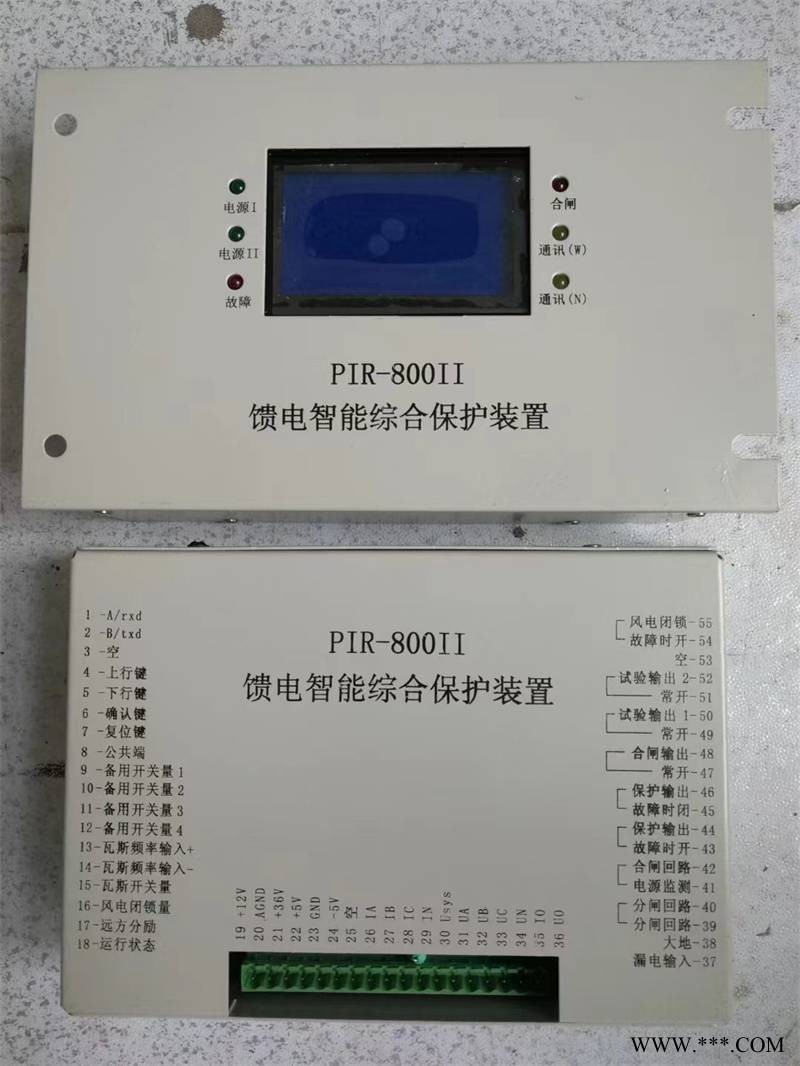 电源I
电源II
故障
合闸
通讯(W)
通讯(N)
PIR-800II
馈电智能综合保护装置
PIR-800II
馈电智能综合保护装置
1 -A/rxd
2 -B/txd
3 -空
4 -上行键
5 -下行键
6 -确认键
7 -复位键
8 -公共端
9 -备用开关量1
10-备用开关量2
11-备用开关量3
12-备用开关量4
13-瓦斯频率输入+
14-瓦斯频率输入-
15-瓦斯开关量
16-风电闭锁量
17-远方分励
18-运行状态
19 +12V
20 AGND
21 +36V
22 +5V
23 GND
24 -5V
25 空
26 IA
27 IB
28 IC
29 IN
30 Usys
31 UA
32 UB
33 UC
34 UN
35 IO
36 UO
风电闭锁-55
故障时开-54
空-53
试验输出2-52
常开-51
试验输出1-50
常开-49
合闸输出-48
常开-47
保护输出-46
故障时闭-45
保护输出-44
故障时开-43
合闸回路-42
电源监测-41
分闸回路-40
分闸回路-39
大地-38
漏电输入-37
WWW.***.COM